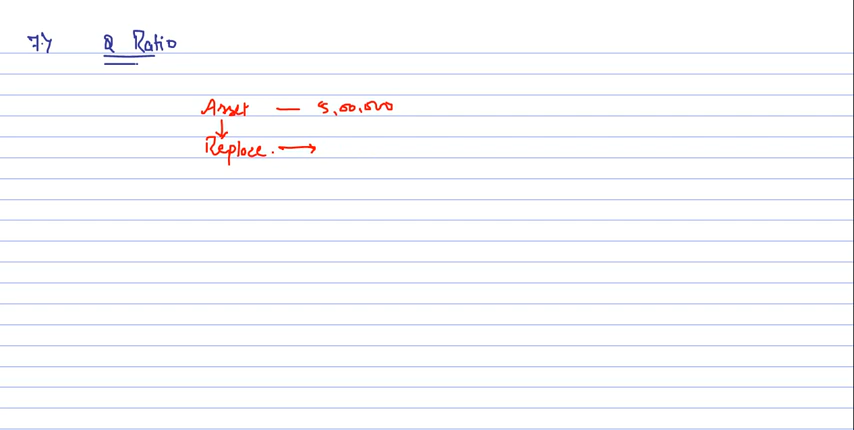 7.4 Q Ratio
Asset — 5,00,000
↓
Replace. →